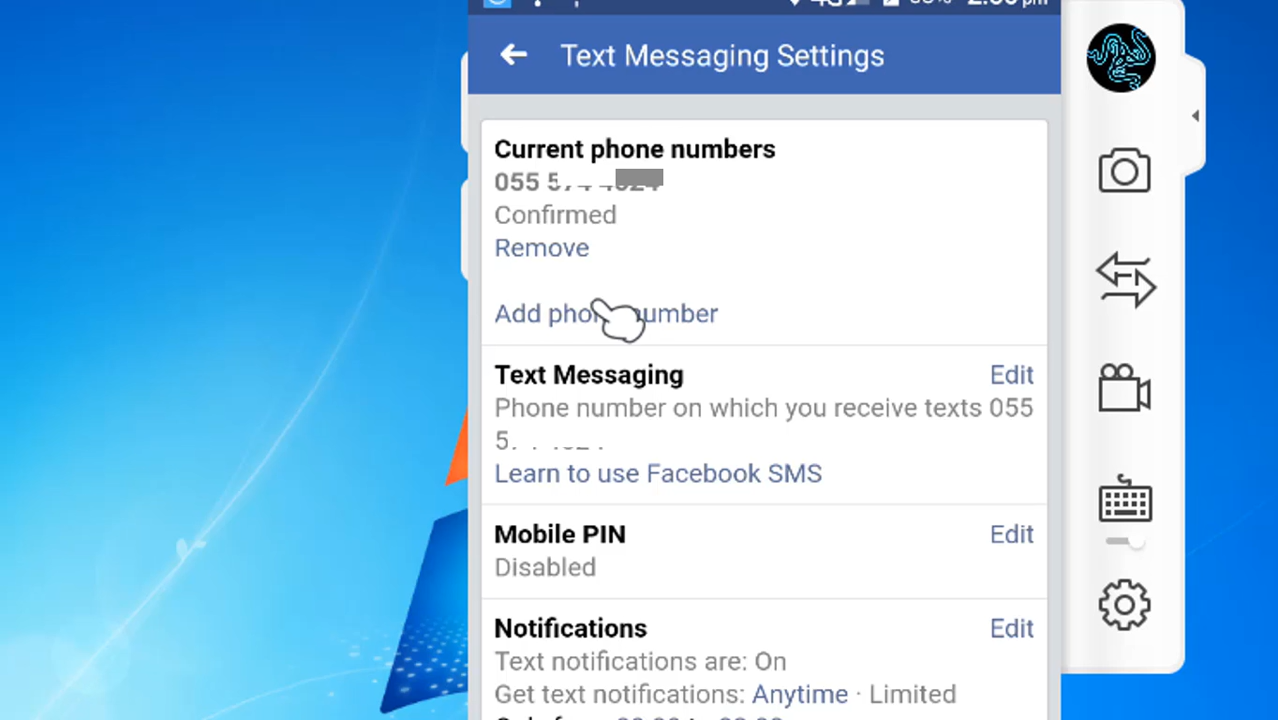 Text Messaging Settings
Current phone numbers
055
Confirmed
Remove
Add phone number
Text Messaging Edit
Phone number on which you receive texts 055
Learn to use Facebook SMS
Mobile PIN Edit
Disabled
Notifications Edit
Text notifications are: On
Get text notifications: Anytime · Limited